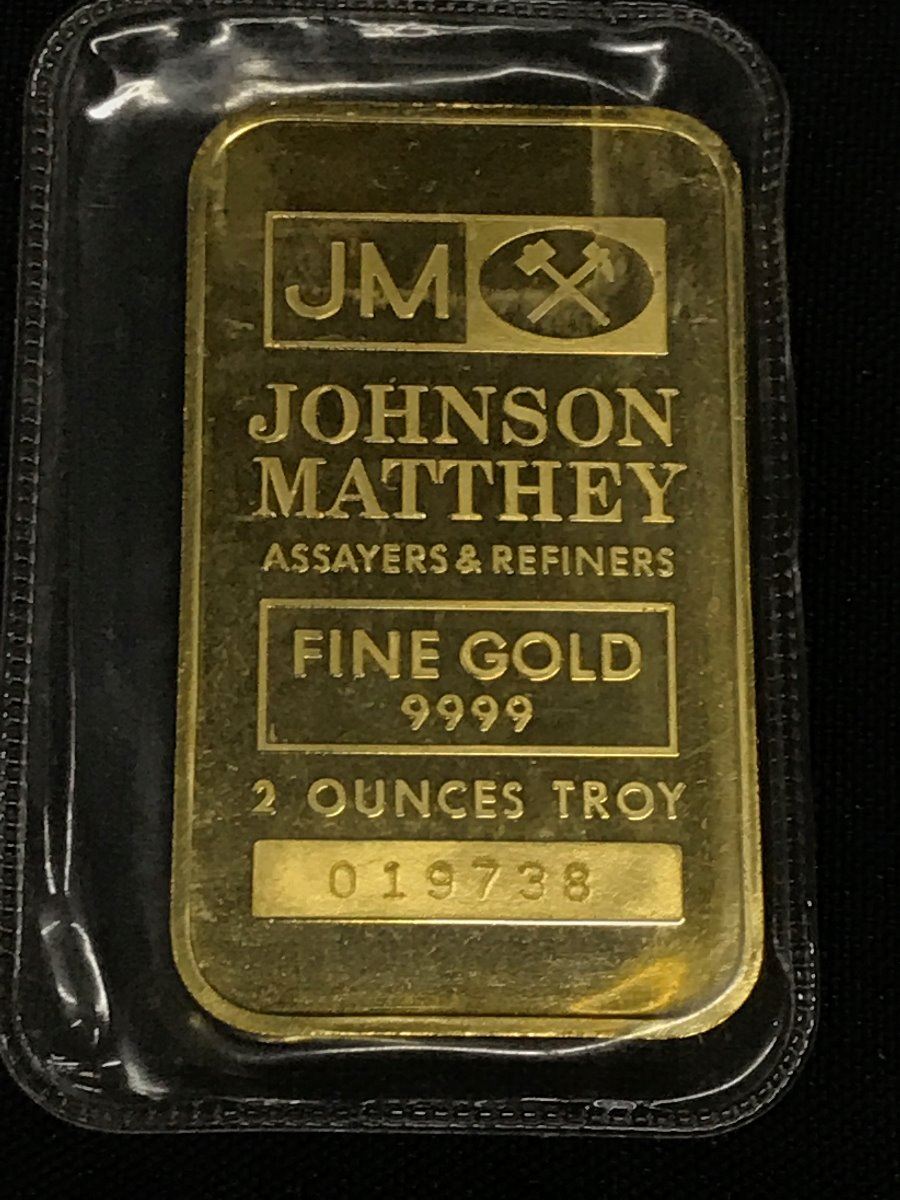 JM
JOHNSON
MATTHEY
ASSAYERS & REFINERS
FINE GOLD
9999
2 OUNCES TROY
019738